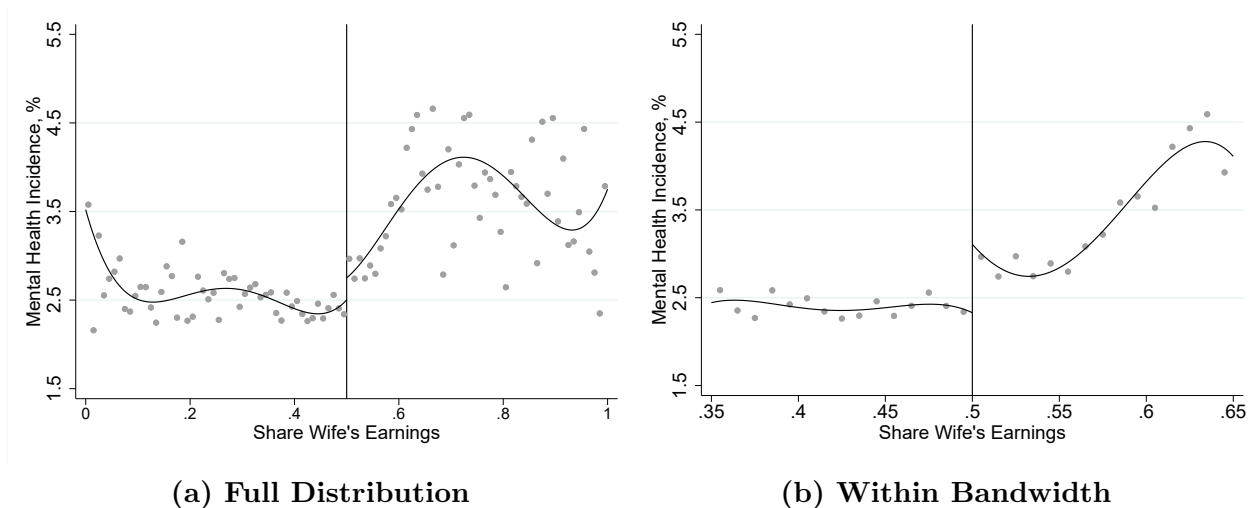 5.5
4.5
3.5
2.5
1.5
Mental Health Incidence, %
0 .2 .4 .6 .8 1
Share Wife's Earnings
(a) Full Distribution
5.5
4.5
3.5
2.5
1.5
Mental Health Incidence, %
.35 .4 .45 .5 .55 .6 .65
Share Wife's Earnings
(b) Within Bandwidth